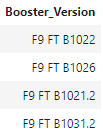 Booster_Version
F9 FT B1022
F9 FT B1026
F9 FT B1021.2
F9 FT B1031.2